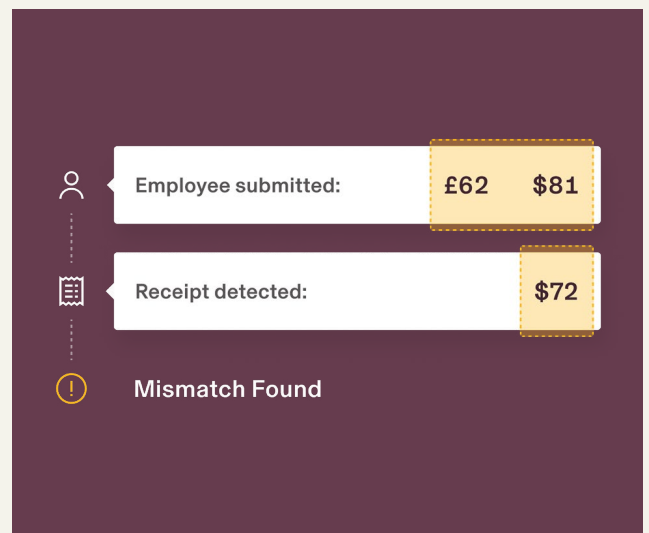 Employee submitted: £62 $81
Receipt detected: $72
Mismatch Found